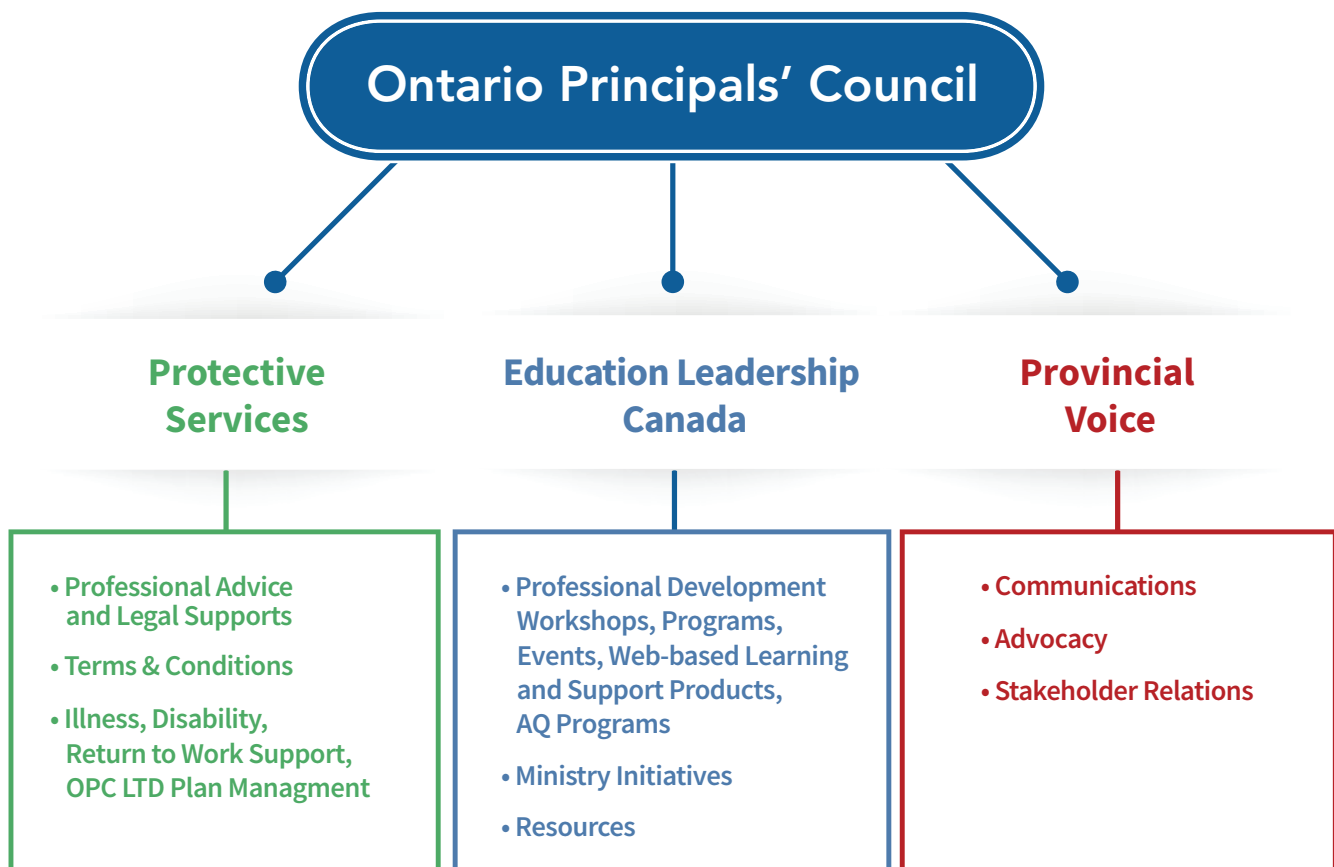 Ontario Principals’ Council
Protective
Services
• Professional Advice
and Legal Supports
• Terms & Conditions
• Illness, Disability,
Return to Work Support,
OPC LTD Plan Managment
Education Leadership
Canada
• Professional Development
Workshops, Programs,
Events, Web-based Learning
and Support Products,
AQ Programs
• Ministry Initiatives
• Resources
Provincial
Voice
• Communications
• Advocacy
• Stakeholder Relations